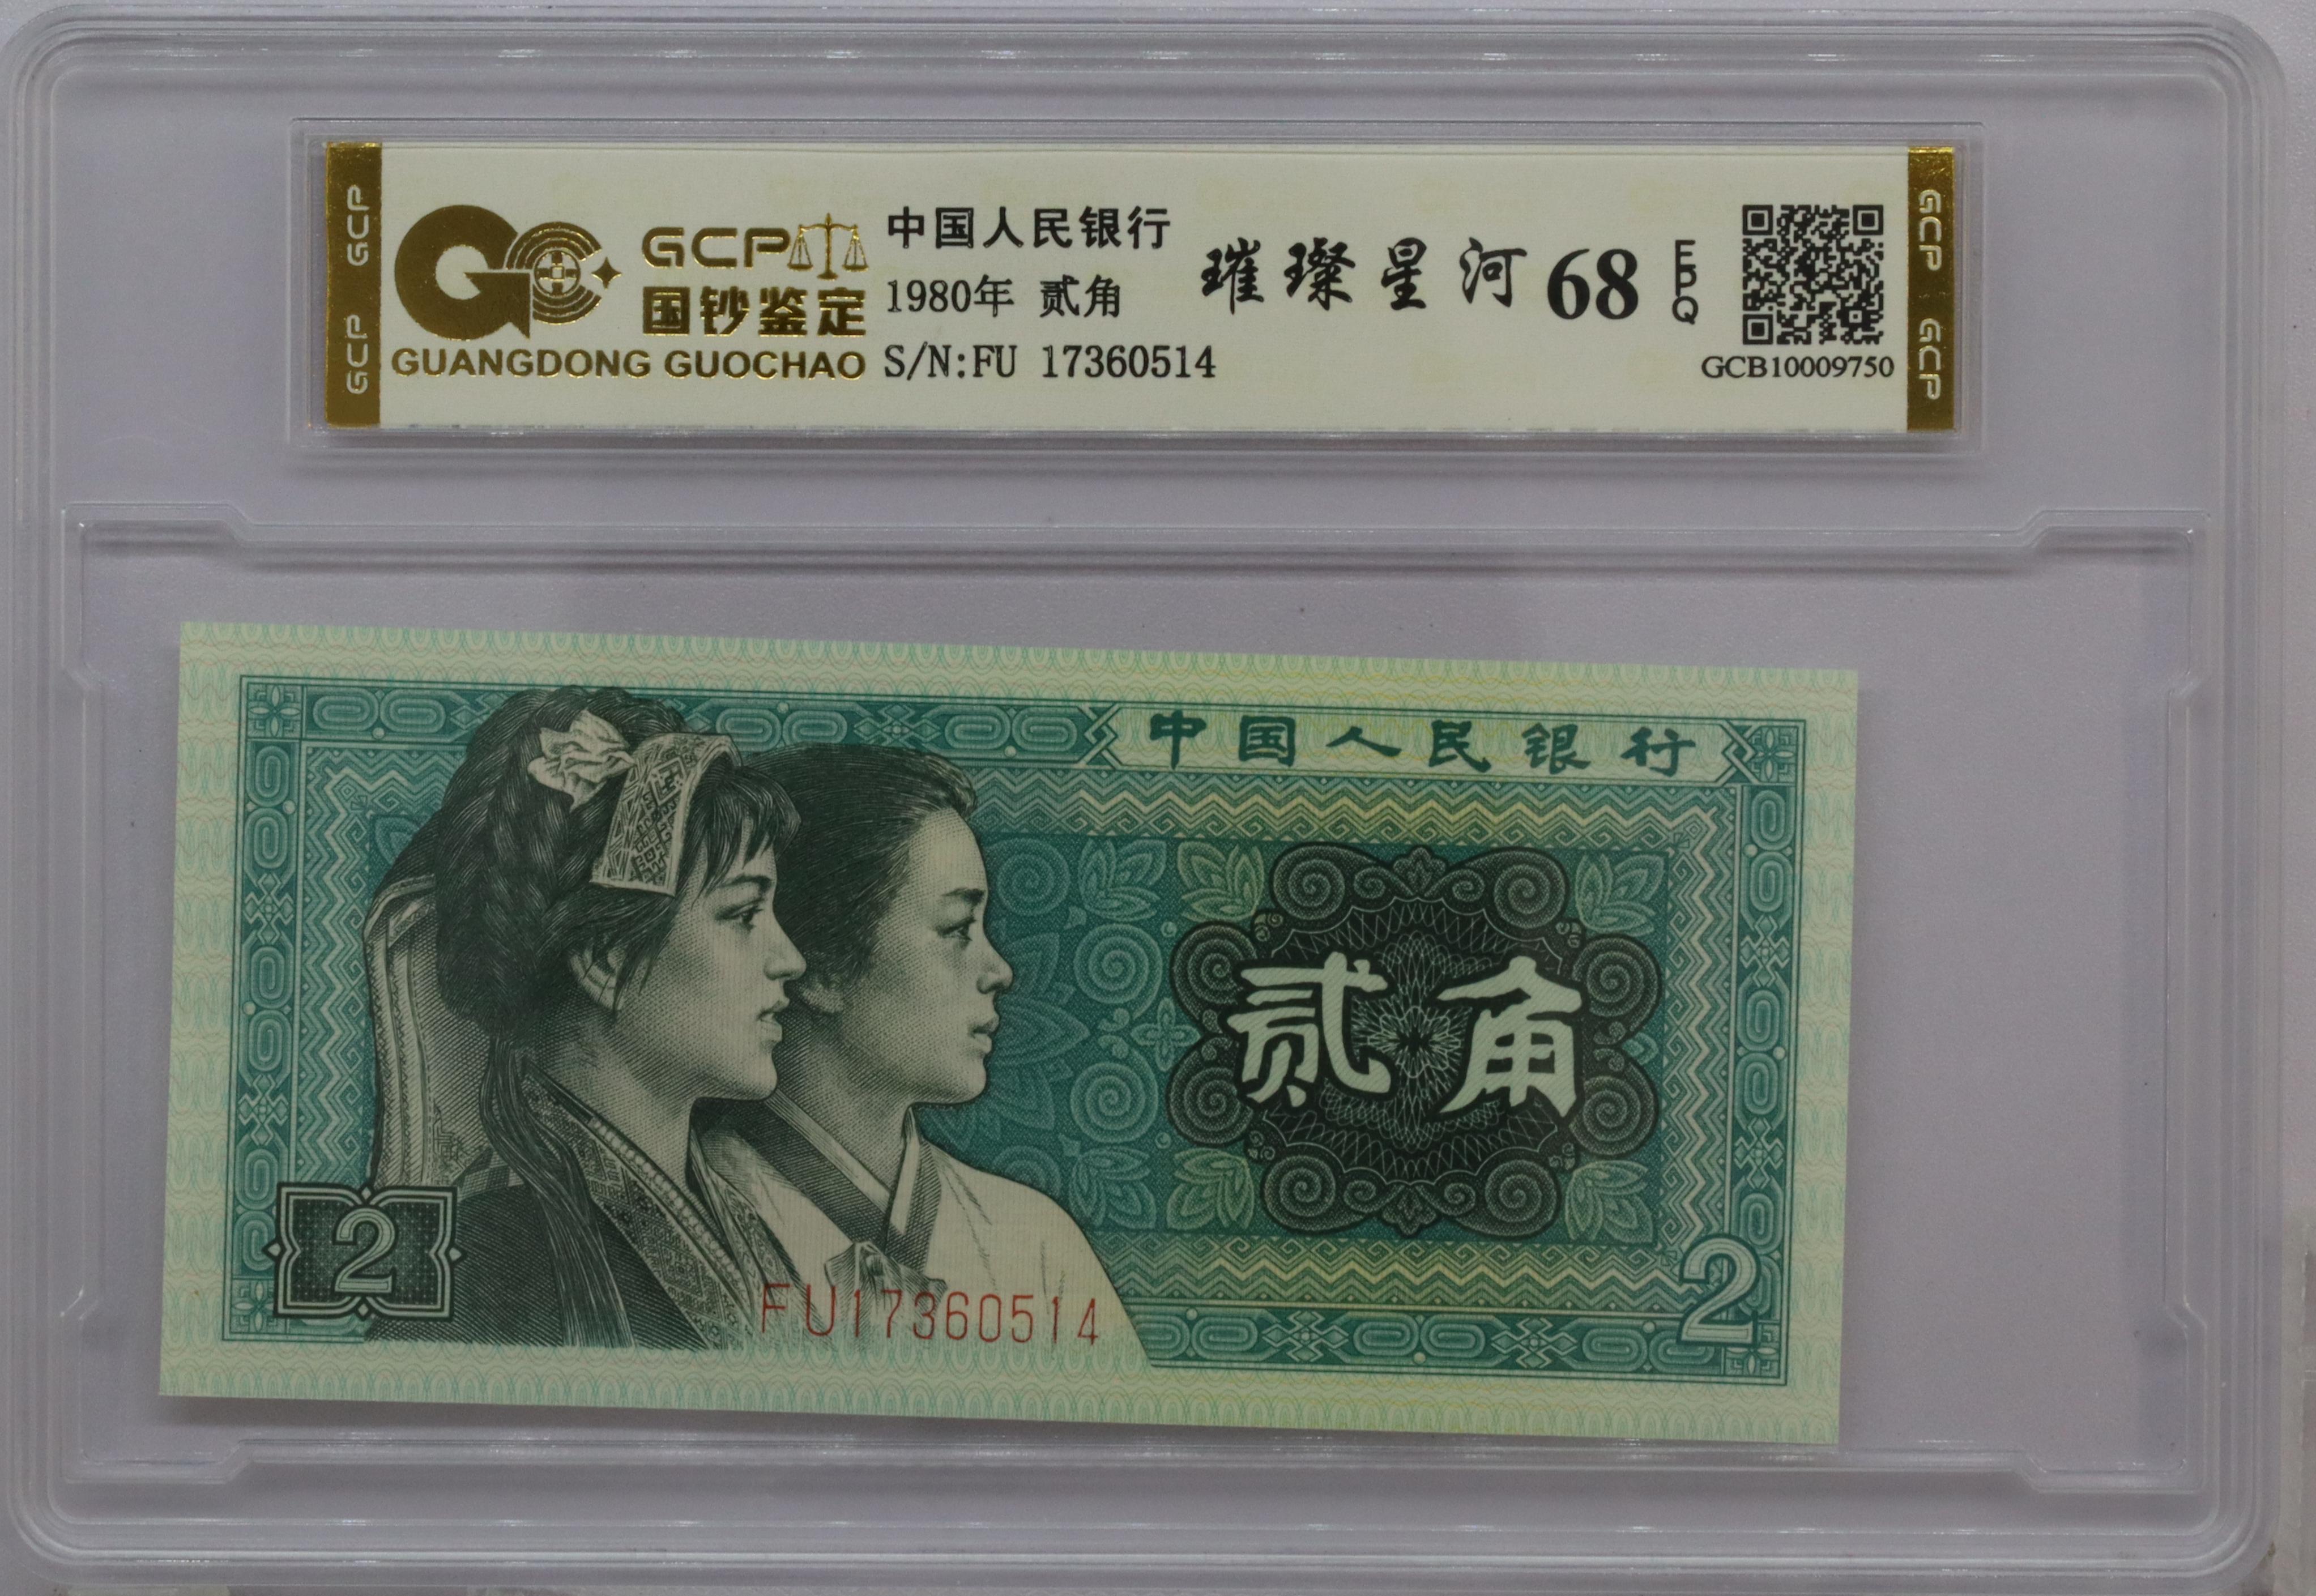 GCP GCP
GCP
国钞鉴定
GUANGDONG GUOCHAO
中国人民银行
1980年 贰角
S/N:FU 17360514
璀璨星河 68 EPQ
GCB10009750
GCP GCP
中国人民银行
贰角
2
FU17360514
2